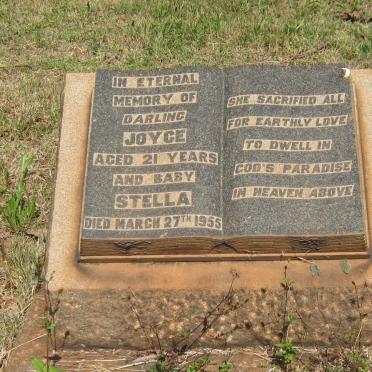 IN ETERNAL
MEMORY OF
DARLING
JOYCE
AGED 21 YEARS
AND BABY
STELLA
DIED MARCH 27TH 1955
SHE SACRIFIED ALL
FOR EARTHLY LOVE
TO DWELL IN
GOD'S PARADISE
IN HEAVEN ABOVE